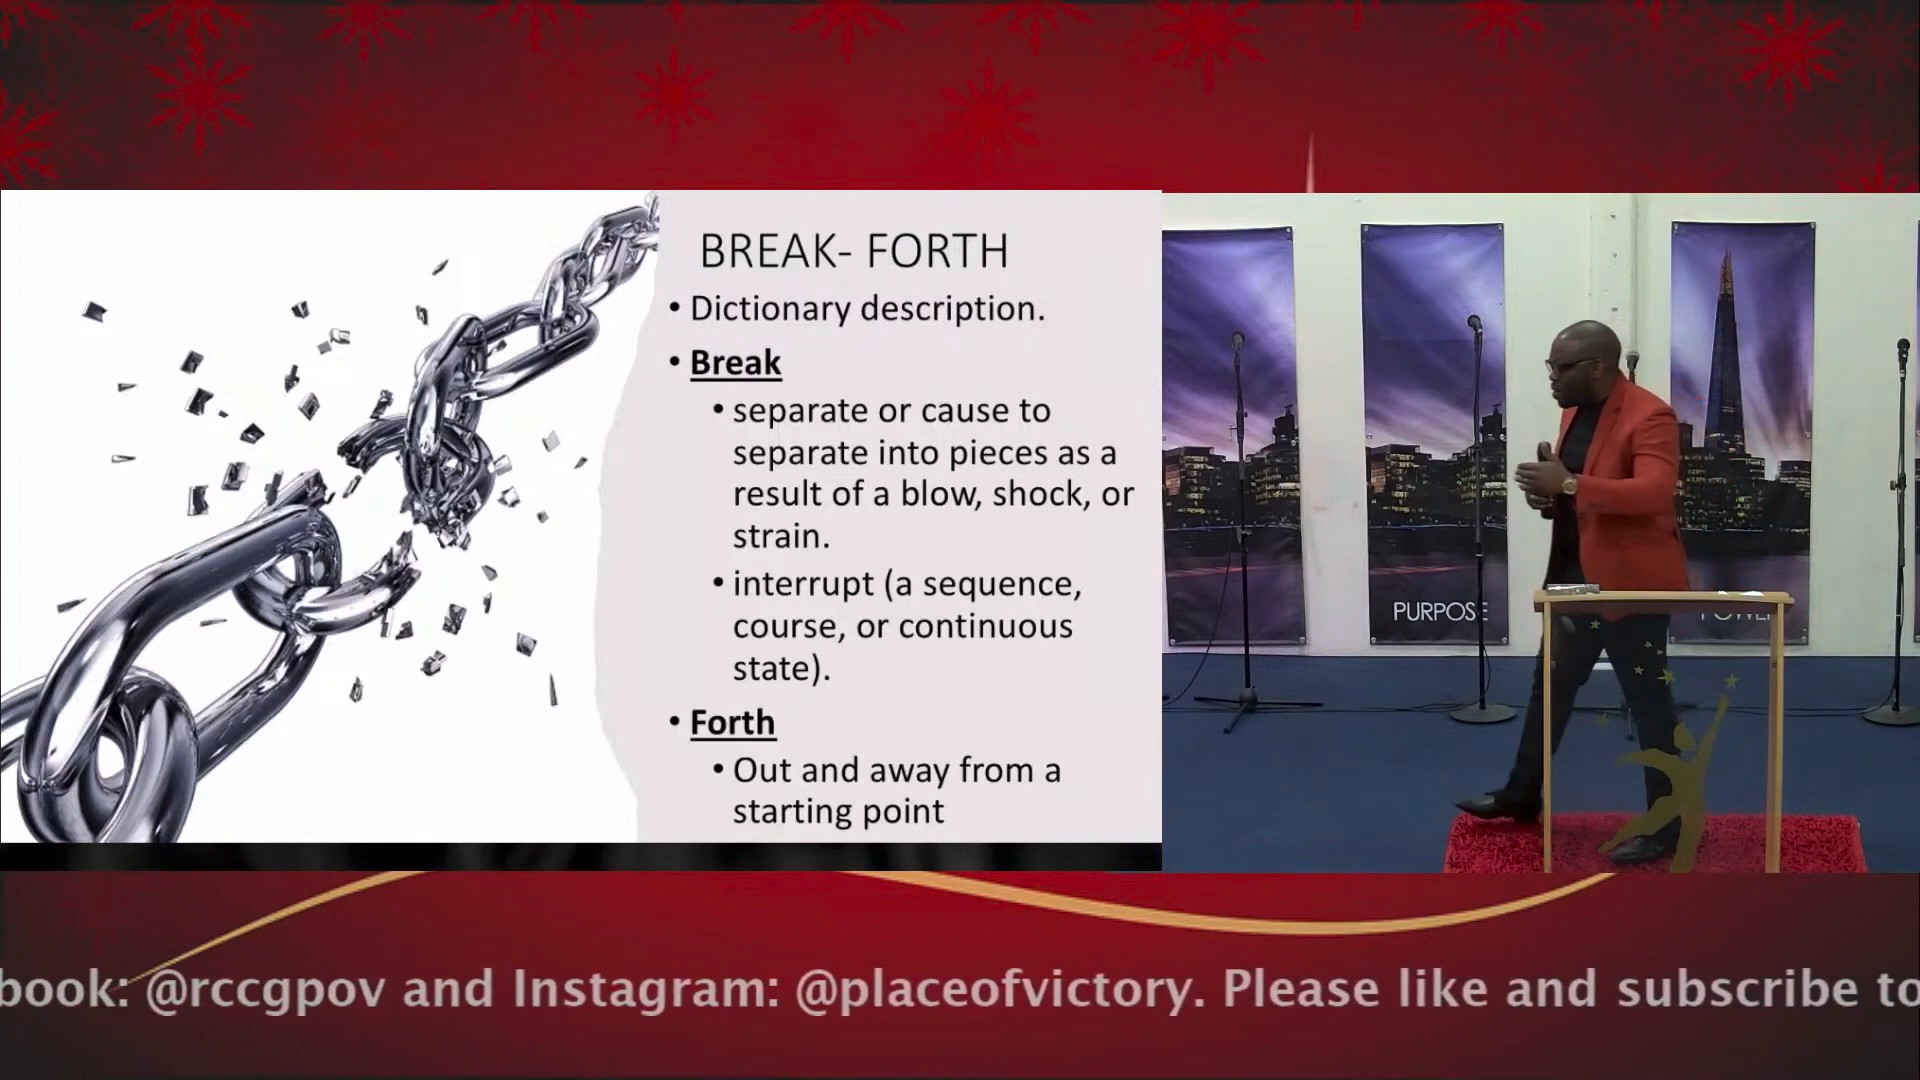 BREAK- FORTH
• Dictionary description.
• Break
• separate or cause to
separate into pieces as a
result of a blow, shock, or
strain.
• interrupt (a sequence,
course, or continuous
state).
• Forth
• Out and away from a
starting point
PURPOSE
POWER
book: @rccgpov and Instagram: @placeofvictory. Please like and subscribe to